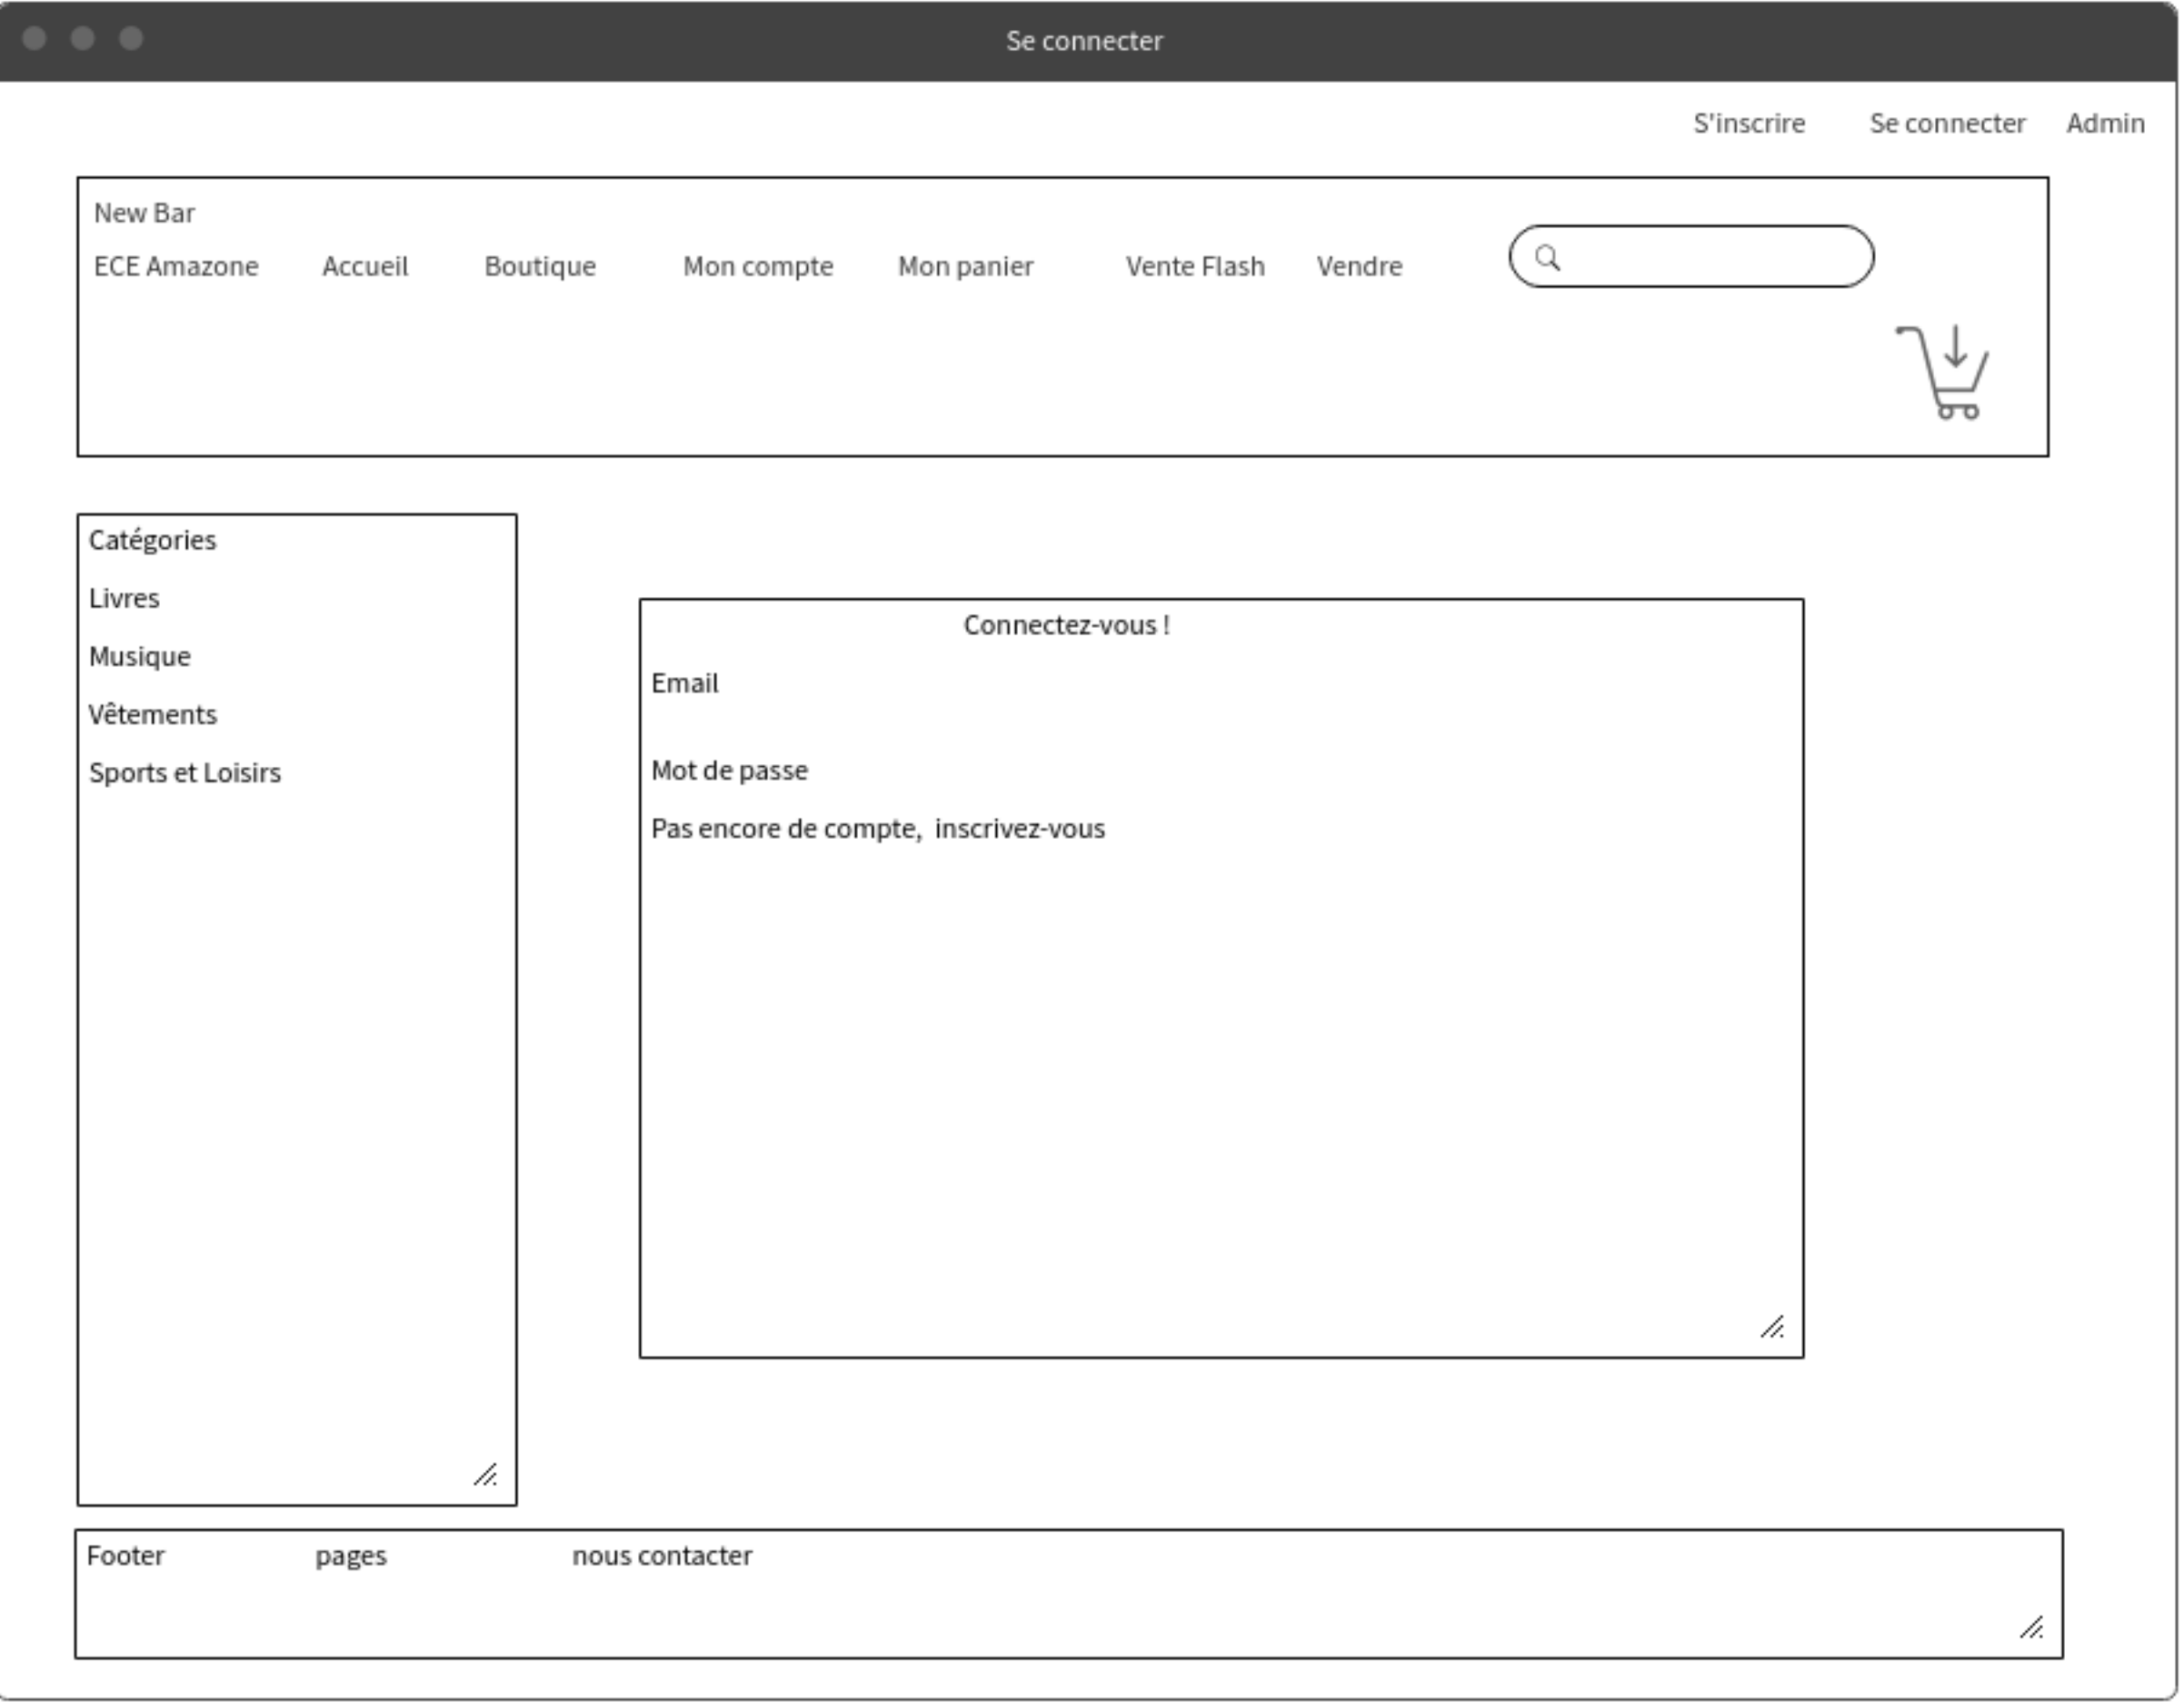 Se connecter
S'inscrire Se connecter Admin
New Bar
ECE Amazone Accueil Boutique Mon compte Mon panier Vente Flash Vendre
Catégories
Livres
Musique
Vêtements
Sports et Loisirs
Connectez-vous !
Email
Mot de passe
Pas encore de compte, inscrivez-vous
Footer pages nous contacter